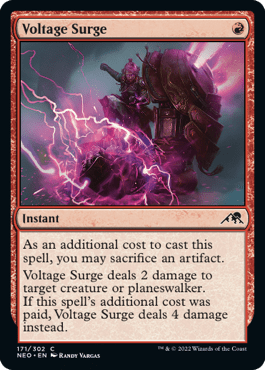 Voltage Surge
Instant
As an additional cost to cast this
spell, you may sacrifice an artifact.
Voltage Surge deals 2 damage to
target creature or planeswalker.
If this spell's additional cost was
paid, Voltage Surge deals 4 damage
instead.
171/302 C
NEO • EN Randy Vargas
™ & © 2022 Wizards of the Coast